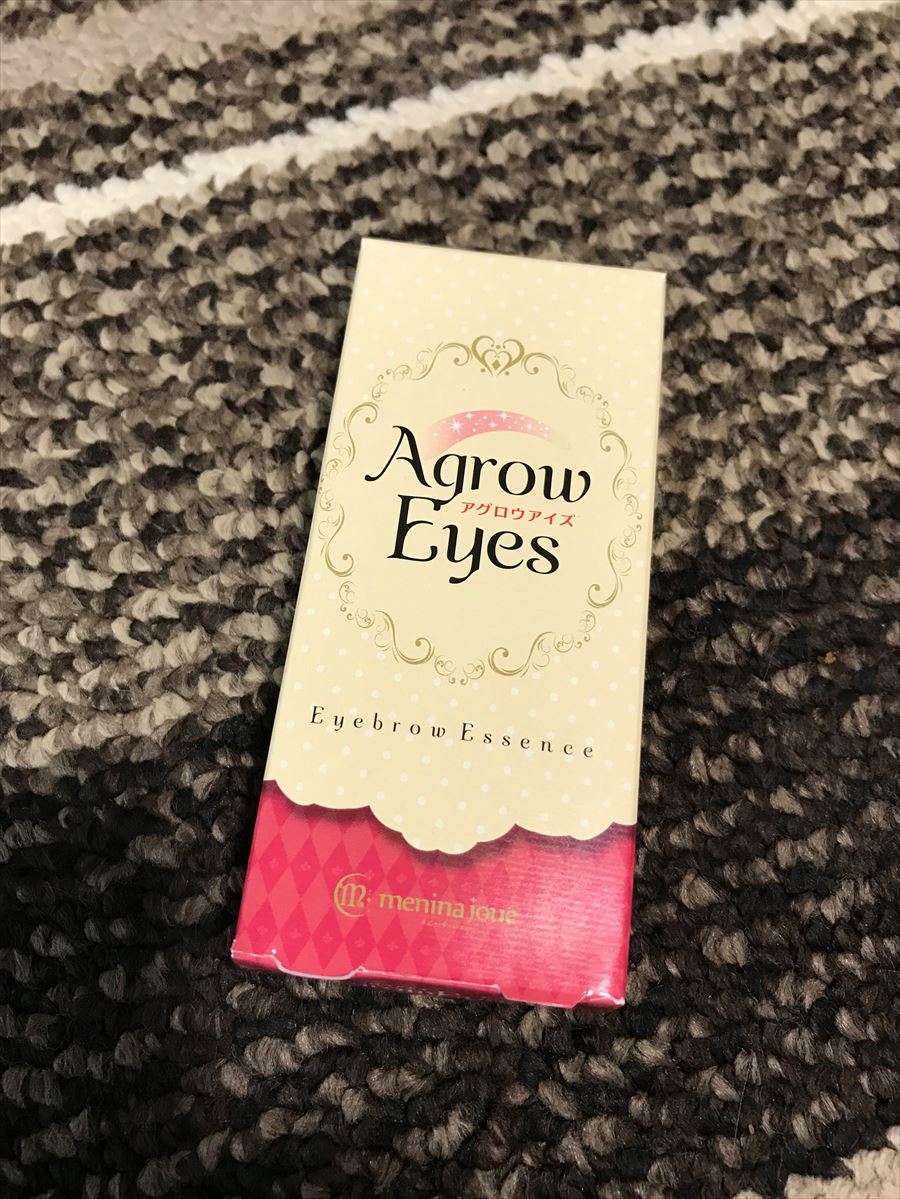 Agrow
アグロウアイズ
Eyes
Eyebrow Essence
m menina joue